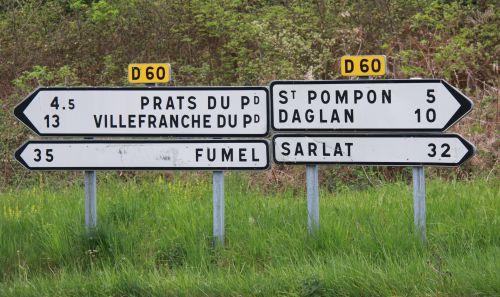 D 60
4.5 PRATS DU Pᴰ
13 VILLEFRANCHE DU Pᴰ
35 FUMEL
D 60
Sᵀ POMPON 5
DAGLAN 10
SARLAT 32